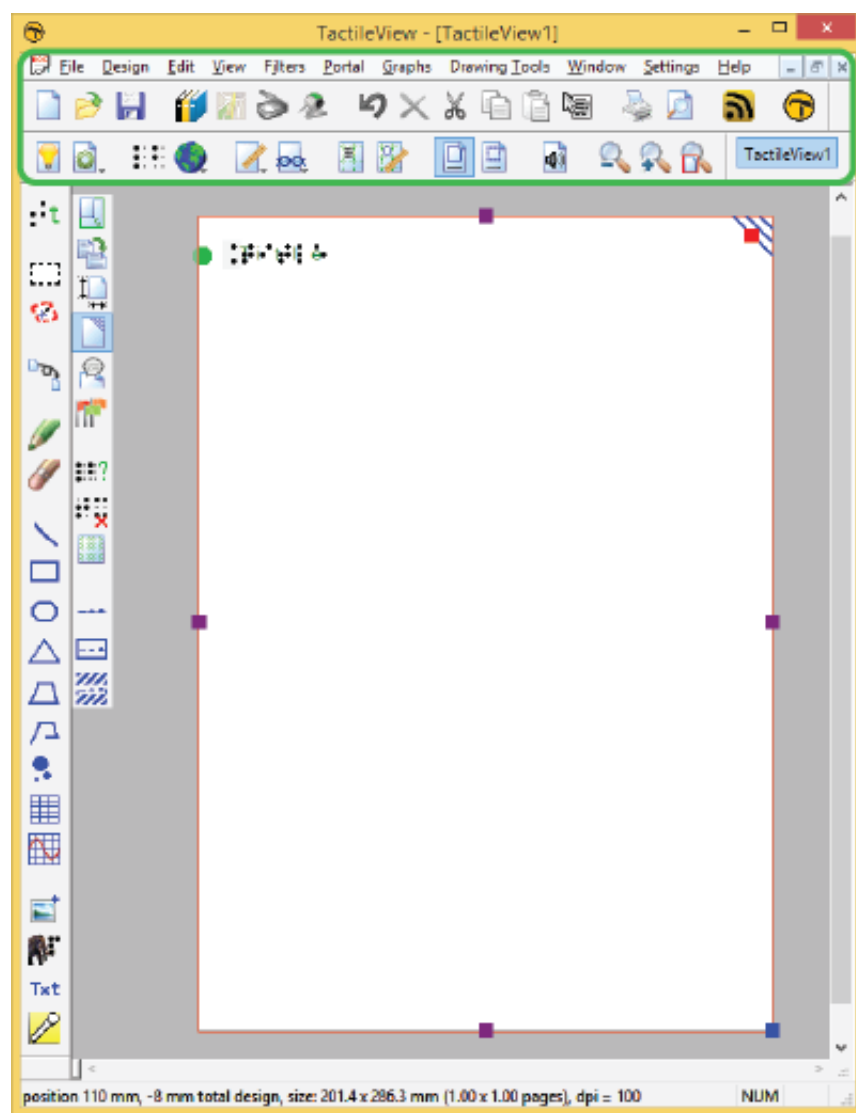 TactileView - [TactileView1]
File Design Edit View Filters Portal Graphs Drawing Tools Window Settings Help
TactileView1
t
?
Txt
position 110 mm, -8 mm total design, size: 201.4 x 286.3 mm (1.00 x 1.00 pages), dpi = 100 NUM